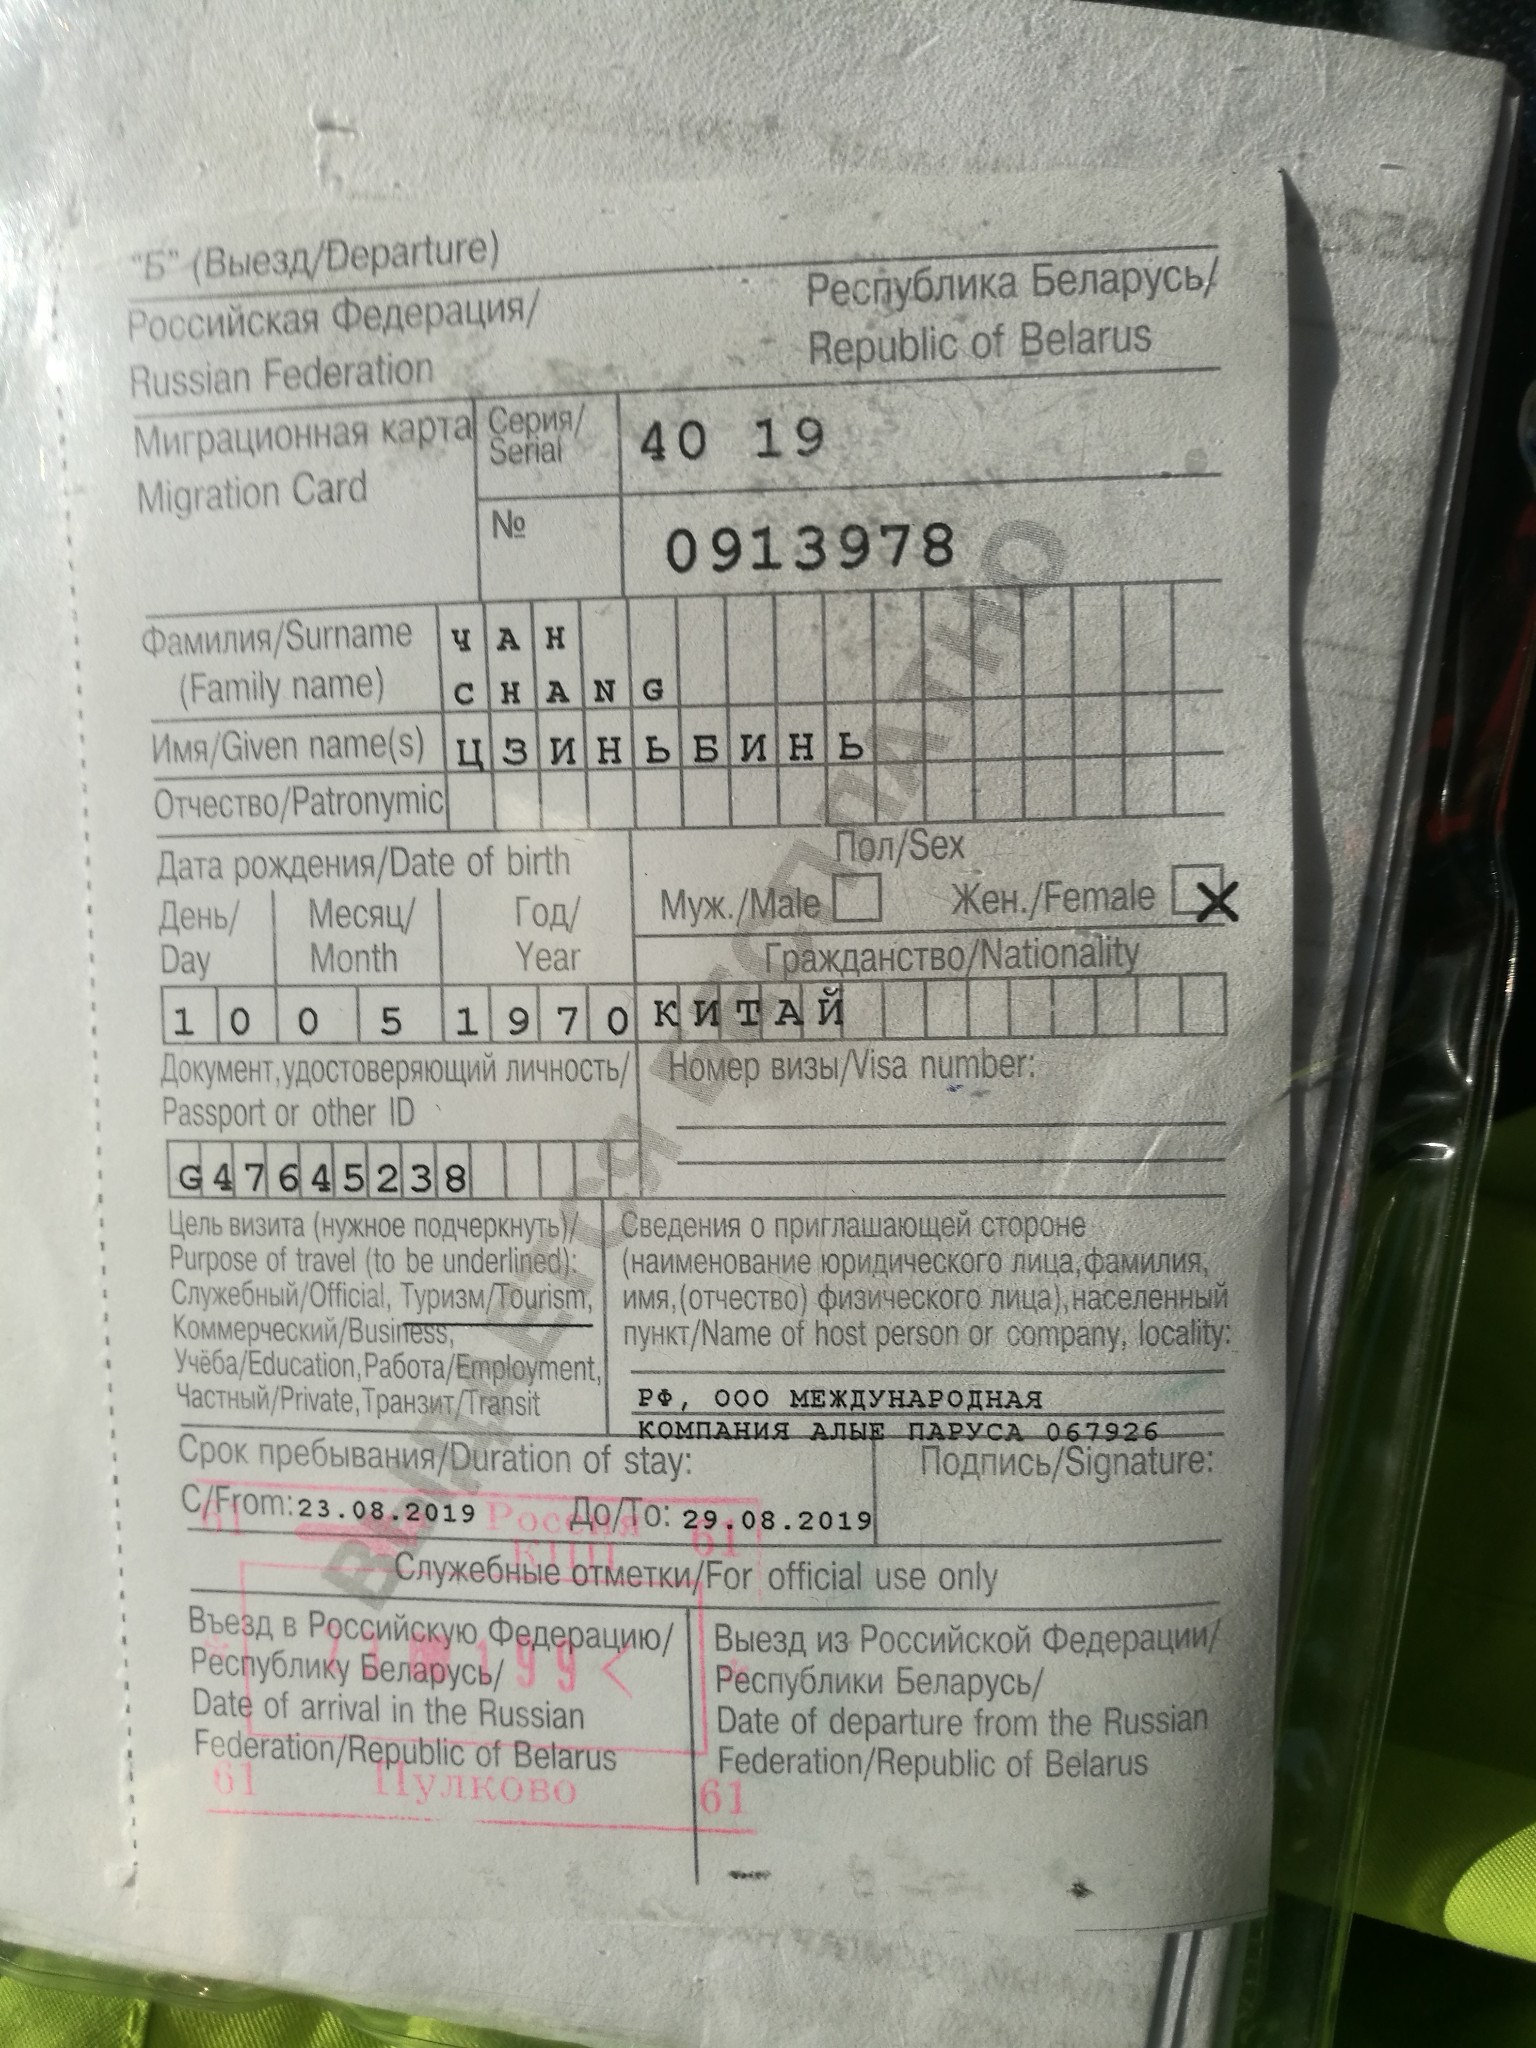 "Б" (Выезд/Departure)
Российская Федерация/
Russian Federation
Республика Беларусь/
Republic of Belarus
Миграционная карта
Migration Card
Серия/
Serial
40 19
№
0913978
Фамилия/Surname
(Family name)
ЧАН
CHANG
Имя/Given name(s)
ЦЗИНЬБИНЬ
Отчество/Patronymic
Дата рождения/Date of birth
День/
Day
Месяц/
Month
Год/
Year
10 05 1970
Пол/Sex
Муж./Male
Жен./Female X
Гражданство/Nationality
КИТАЙ
Документ, удостоверяющий личность/
Passport or other ID
G47645238
Номер визы/Visa number:
Цель визита (нужное подчеркнуть)/
Purpose of travel (to be underlined):
Служебный/Official, Туризм/Tourism,
Коммерческий/Business,
Учёба/Education, Работа/Employment,
Частный/Private, Транзит/Transit
Сведения о приглашающей стороне
(наименование юридического лица, фамилия,
имя, (отчество) физического лица), населенный
пункт/Name of host person or company, locality:
РФ, ООО МЕЖДУНАРОДНАЯ
КОМПАНИЯ АЛЫЕ ПАРУСА 067926
Срок пребывания/Duration of stay:
С/From: 23.08.2019 До/To: 29.08.2019
Подпись/Signature:
Служебные отметки/For official use only
Въезд в Российскую Федерацию/
Республику Беларусь/
Date of arrival in the Russian
Federation/Republic of Belarus
Выезд из Российской Федерации/
Республики Беларусь/
Date of departure from the Russian
Federation/Republic of Belarus
ВЫДАЕТСЯ БЕСПЛАТНО
61 Россия 61
КПП
61 Пулково 61